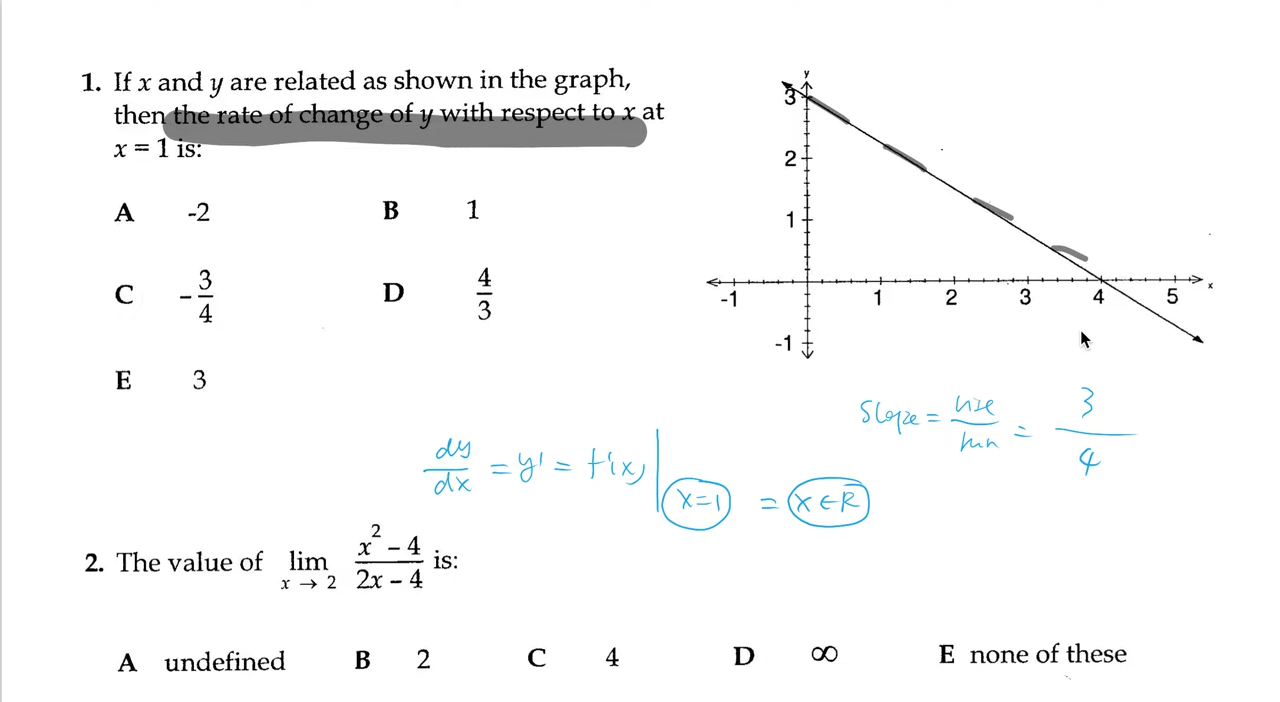 1. If x and y are related as shown in the graph,
then the rate of change of y with respect to x at
x = 1 is:
A -2 B 1
C -3/4 D 4/3
E 3
y
3
2
1
-1 1 2 3 4 5 x
-1
Slope = rise/run = 3/4
dy/dx = y' = f'(x) | x=1 = x∈R
2. The value of lim x → 2 x² - 4 / 2x - 4 is:
A undefined B 2 C 4 D ∞ E none of these